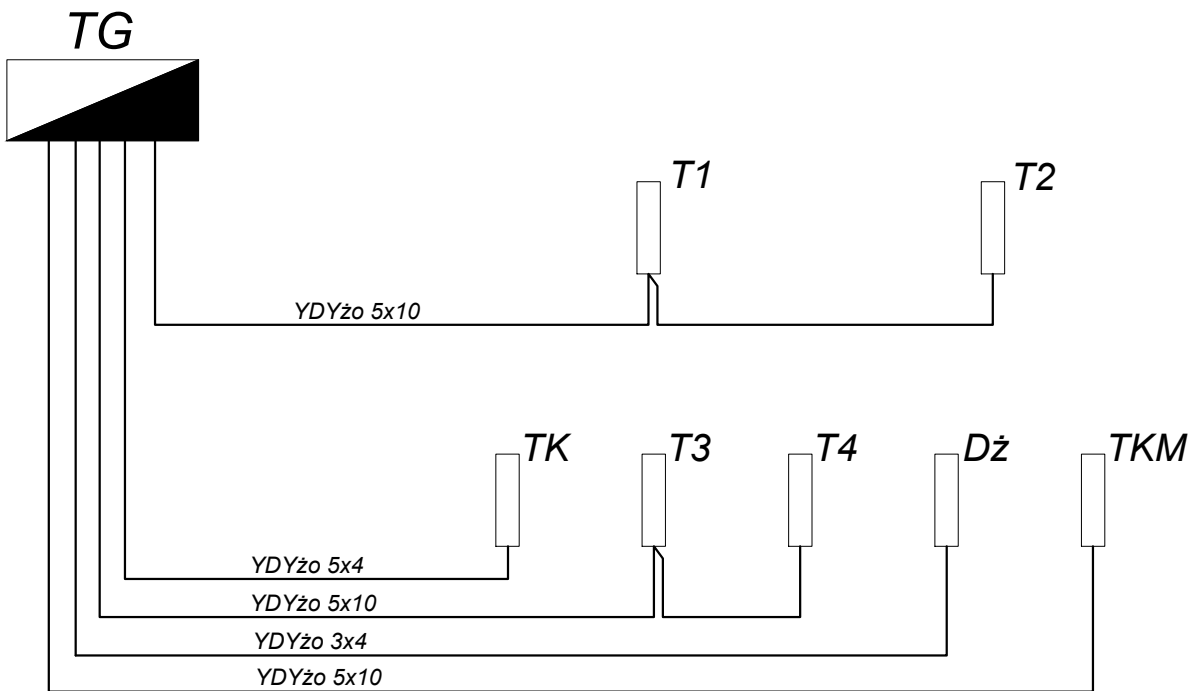 TG
T1
T2
YDYżo 5x10
TK
T3
T4
Dż
TKM
YDYżo 5x4
YDYżo 5x10
YDYżo 3x4
YDYżo 5x10